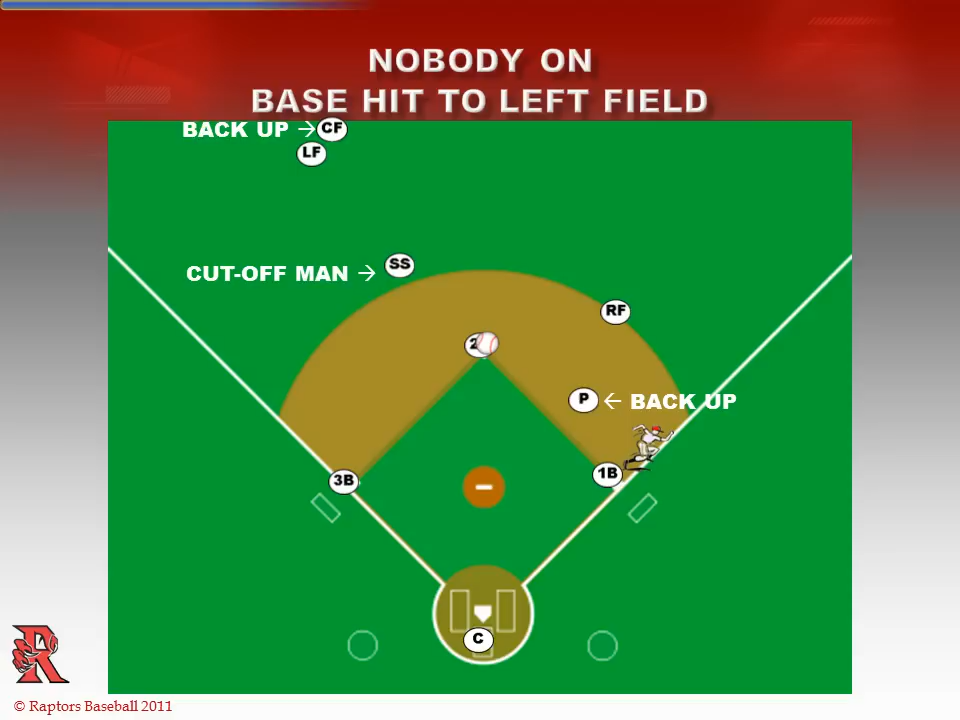 NOBODY ON
BASE HIT TO LEFT FIELD
BACK UP → CF
LF
CUT-OFF MAN → SS
RF
2
P ← BACK UP
3B
1B
C
R
© Raptors Baseball 2011